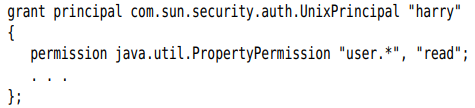 grant principal com.sun.security.auth.UnixPrincipal "harry"
{
permission java.util.PropertyPermission "user.*", "read";
. . .
};